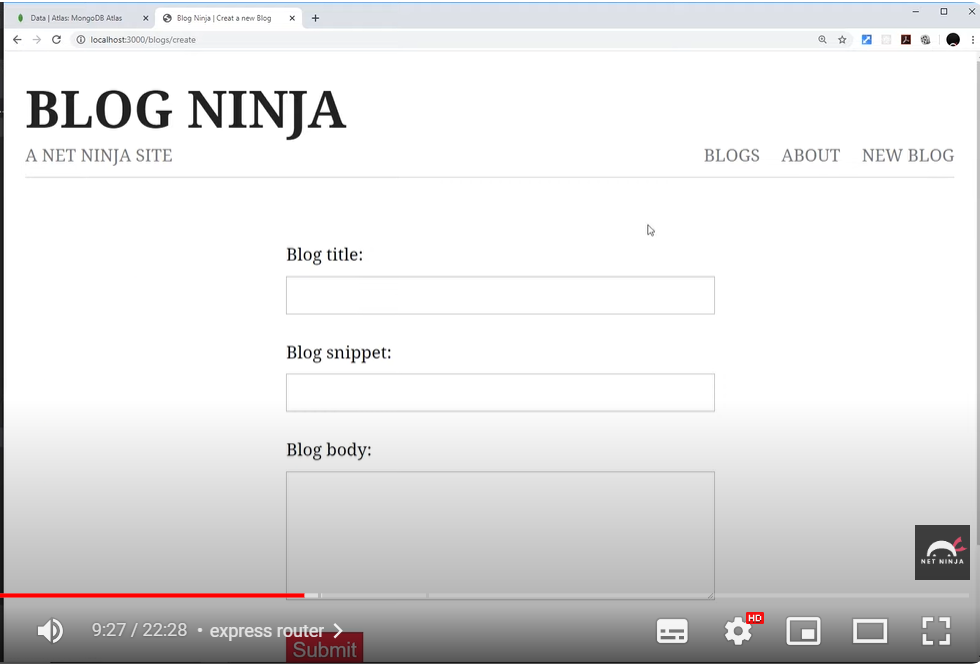 Data | Atlas: MongoDB Atlas
Blog Ninja | Creat a new Blog
localhost:3000/blogs/create
BLOG NINJA
A NET NINJA SITE
BLOGS ABOUT NEW BLOG
Blog title:
Blog snippet:
Blog body:
NET NINJA
9:27 / 22:28 • express router
HD
Submit